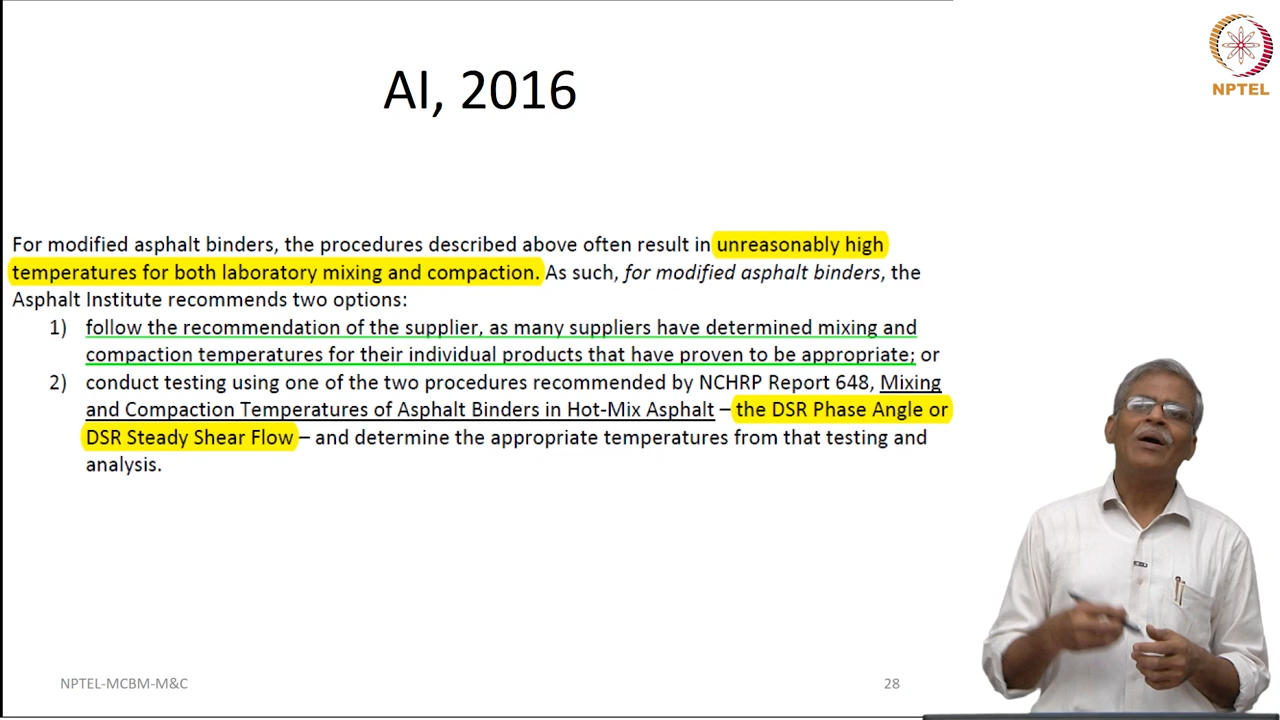 AI, 2016
NPTEL
For modified asphalt binders, the procedures described above often result in unreasonably high
temperatures for both laboratory mixing and compaction. As such, for modified asphalt binders, the
Asphalt Institute recommends two options:
1) follow the recommendation of the supplier, as many suppliers have determined mixing and
compaction temperatures for their individual products that have proven to be appropriate; or
2) conduct testing using one of the two procedures recommended by NCHRP Report 648, Mixing
and Compaction Temperatures of Asphalt Binders in Hot-Mix Asphalt – the DSR Phase Angle or
DSR Steady Shear Flow – and determine the appropriate temperatures from that testing and
analysis.
NPTEL-MCBM-M&C
28